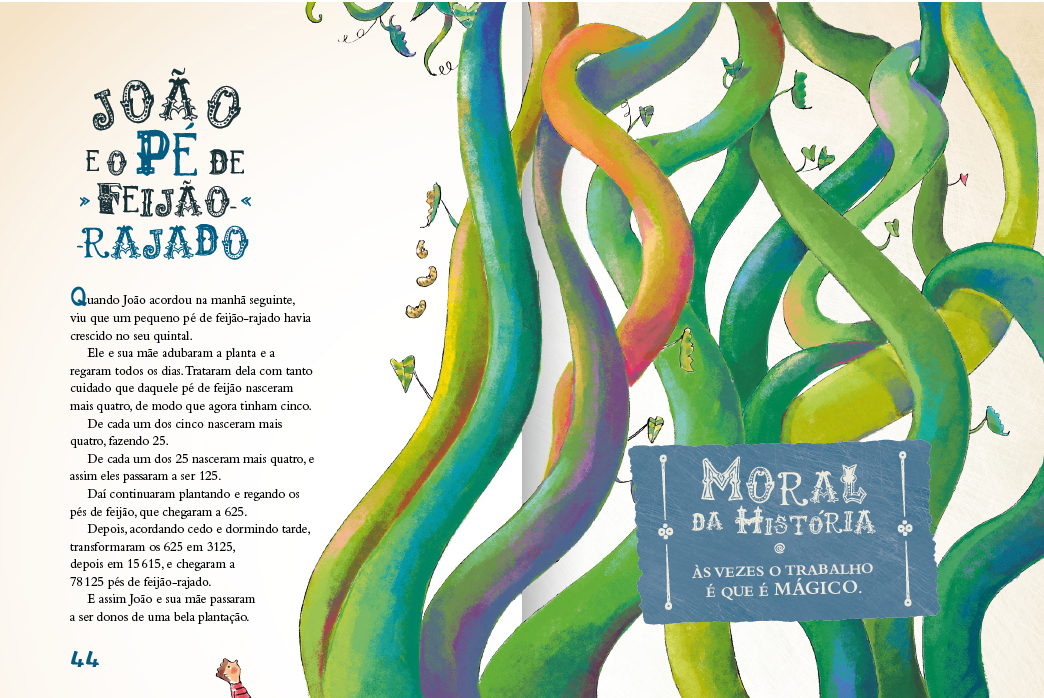 JOÃO
E O PÉ DE
» FEIJÃO- «
-RAJADO
Quando João acordou na manhã seguinte,
viu que um pequeno pé de feijão-rajado havia
crescido no seu quintal.
Ele e sua mãe adubaram a planta e a
regaram todos os dias. Trataram dela com tanto
cuidado que daquele pé de feijão nasceram
mais quatro, de modo que agora tinham cinco.
De cada um dos cinco nasceram mais
quatro, fazendo 25.
De cada um dos 25 nasceram mais quatro, e
assim eles passaram a ser 125.
Daí continuaram plantando e regando os
pés de feijão, que chegaram a 625.
Depois, acordando cedo e dormindo tarde,
transformaram os 625 em 3125,
depois em 15 615, e chegaram a
78 125 pés de feijão-rajado.
E assim João e sua mãe passaram
a ser donos de uma bela plantação.
44
MORAL
DA HISTÓRIA
ÀS VEZES O TRABALHO
É QUE É MÁGICO.